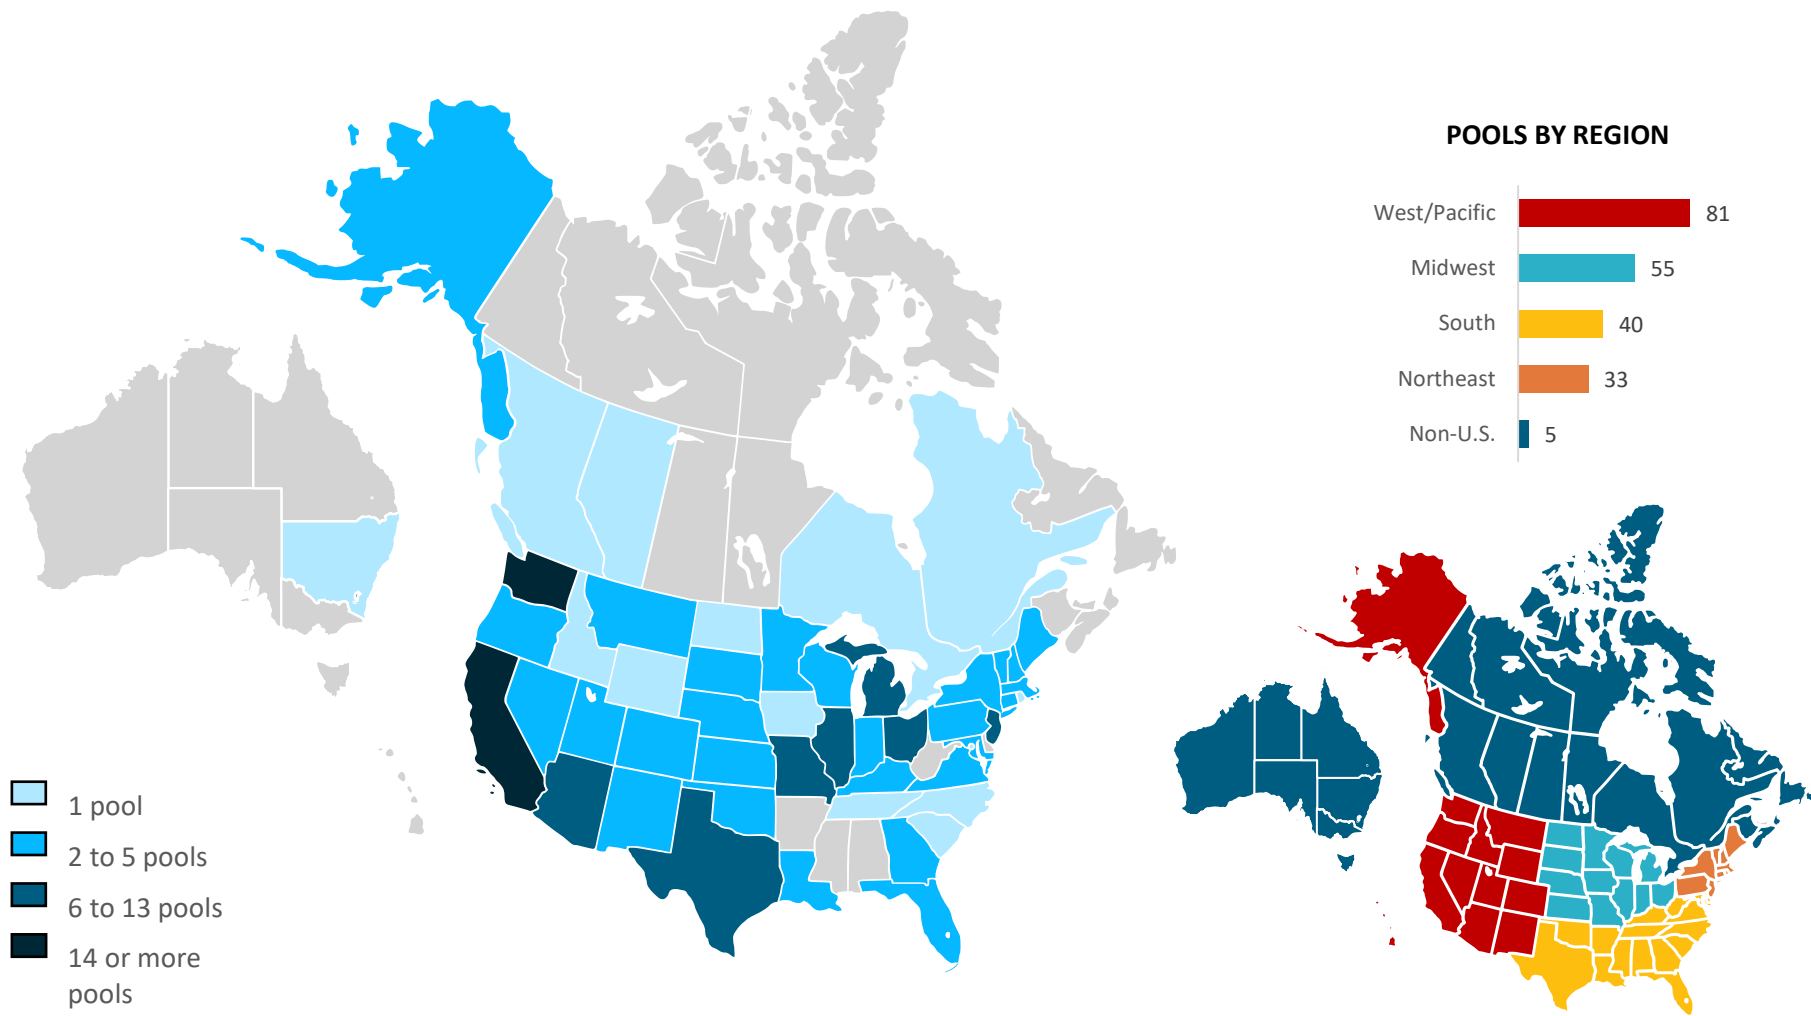 POOLS BY REGION
West/Pacific 81
Midwest 55
South 40
Northeast 33
Non-U.S. 5
1 pool
2 to 5 pools
6 to 13 pools
14 or more
pools